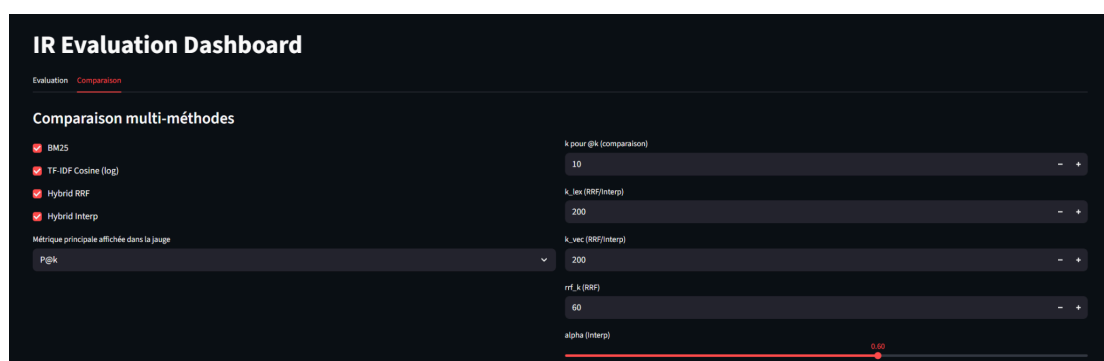 IR Evaluation Dashboard
Evaluation Comparaison
Comparaison multi-méthodes
BM25
TF-IDF Cosine (log)
Hybrid RRF
Hybrid Interp
Métrique principale affichée dans la jauge
P@k
k pour @k (comparaison)
10
k_lex (RRF/Interp)
200
k_vec (RRF/Interp)
200
rrf_k (RRF)
60
alpha (Interp)
0.60